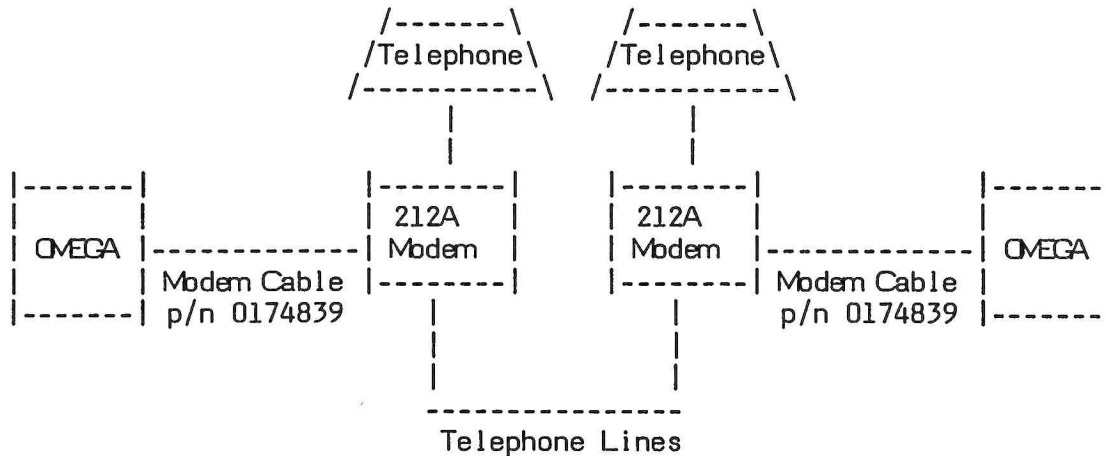 Telephone Telephone
212A 212A
OMEGA Modem Modem OMEGA
Modem Cable Modem Cable
p/n 0174839 p/n 0174839
Telephone Lines